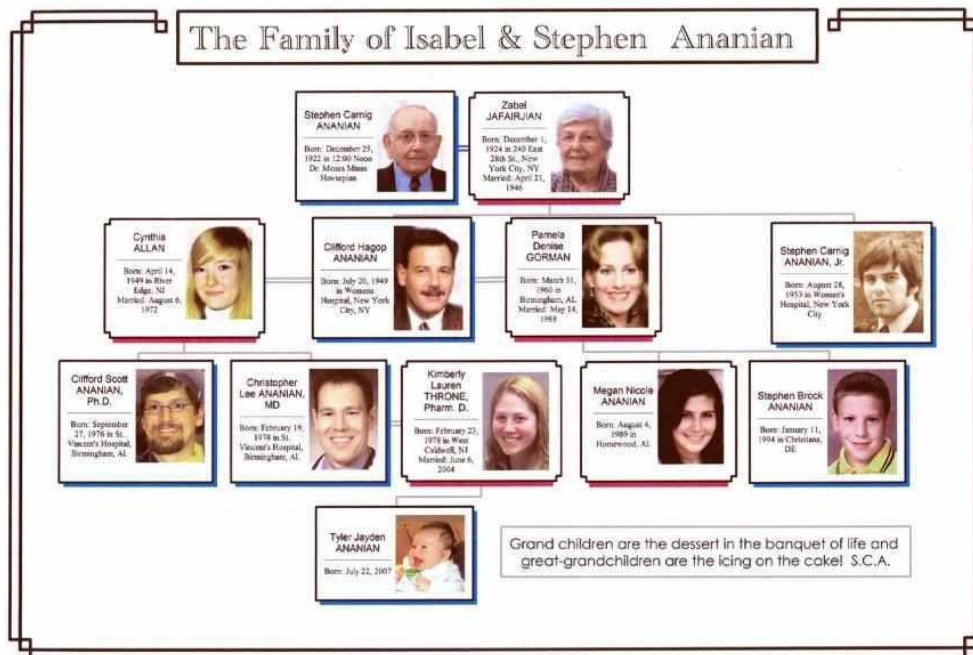 The Family of Isabel & Stephen Ananian
Stephen Carnig
ANANIAN
Born: December 25,
1922 in 12:00 Noon
Dr. Moses Minas
Hovsepian
Zabel
JAFAIRJIAN
Born: December 1,
1924 in 240 East
28th St., New
York City, NY
Married: April 21,
1946
Cynthia
ALLAN
Born: April 14,
1949 in River
Edge, NJ
Married: August 6,
1972
Clifford Hagop
ANANIAN
Born: July 20, 1949
in Womens
Hospital, New York
City, NY
Pamela
Denise
GORMAN
Born: March 31,
1960 in
Birmingham, AL
Married: May 14,
1988
Stephen Carnig
ANANIAN, Jr.
Born: August 28,
1953 in Woman's
Hospital, New York
City
Clifford Scott
ANANIAN,
Ph.D.
Born: September
27, 1976 in St.
Vincent's Hospital,
Birmingham, Al.
Christopher
Lee ANANIAN,
MD
Born: February 19,
1978 in St.
Vincent's Hospital,
Birmingham, Al.
Kimberly
Lauren
THRONE,
Pharm. D.
Born: February 23,
1978 in West
Caldwell, NJ
Married: June 6,
2004
Megan Nicole
ANANIAN
Born: August 4,
1989 in
Homewood, Al.
Stephen Brock
ANANIAN
Born: January 11,
1994 in Christiana,
DE
Tyler Jayden
ANANIAN
Born: July 22, 2007
Grand children are the dessert in the banquet of life and
great-grandchildren are the icing on the cake! S.C.A.